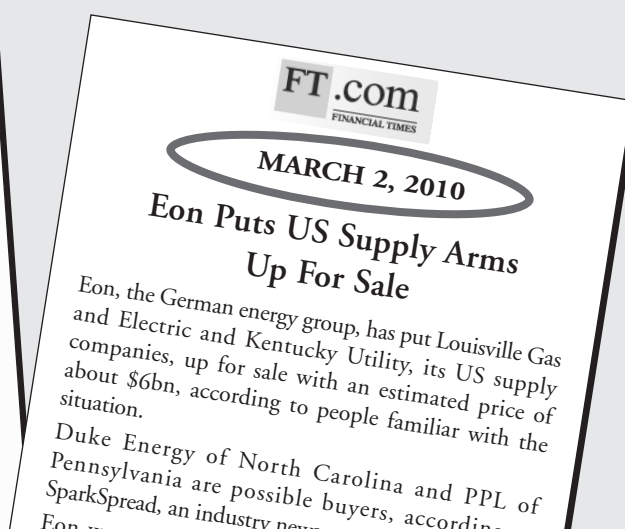 FT.com
FINANCIAL TIMES
MARCH 2, 2010
Eon Puts US Supply Arms
Up For Sale
Eon, the German energy group, has put Louisville Gas
and Electric and Kentucky Utility, its US supply
companies, up for sale with an estimated price of
about $6bn, according to people familiar with the
situation.
Duke Energy of North Carolina and PPL of
Pennsylvania are possible buyers,
SparkSpread, an industry
Eon